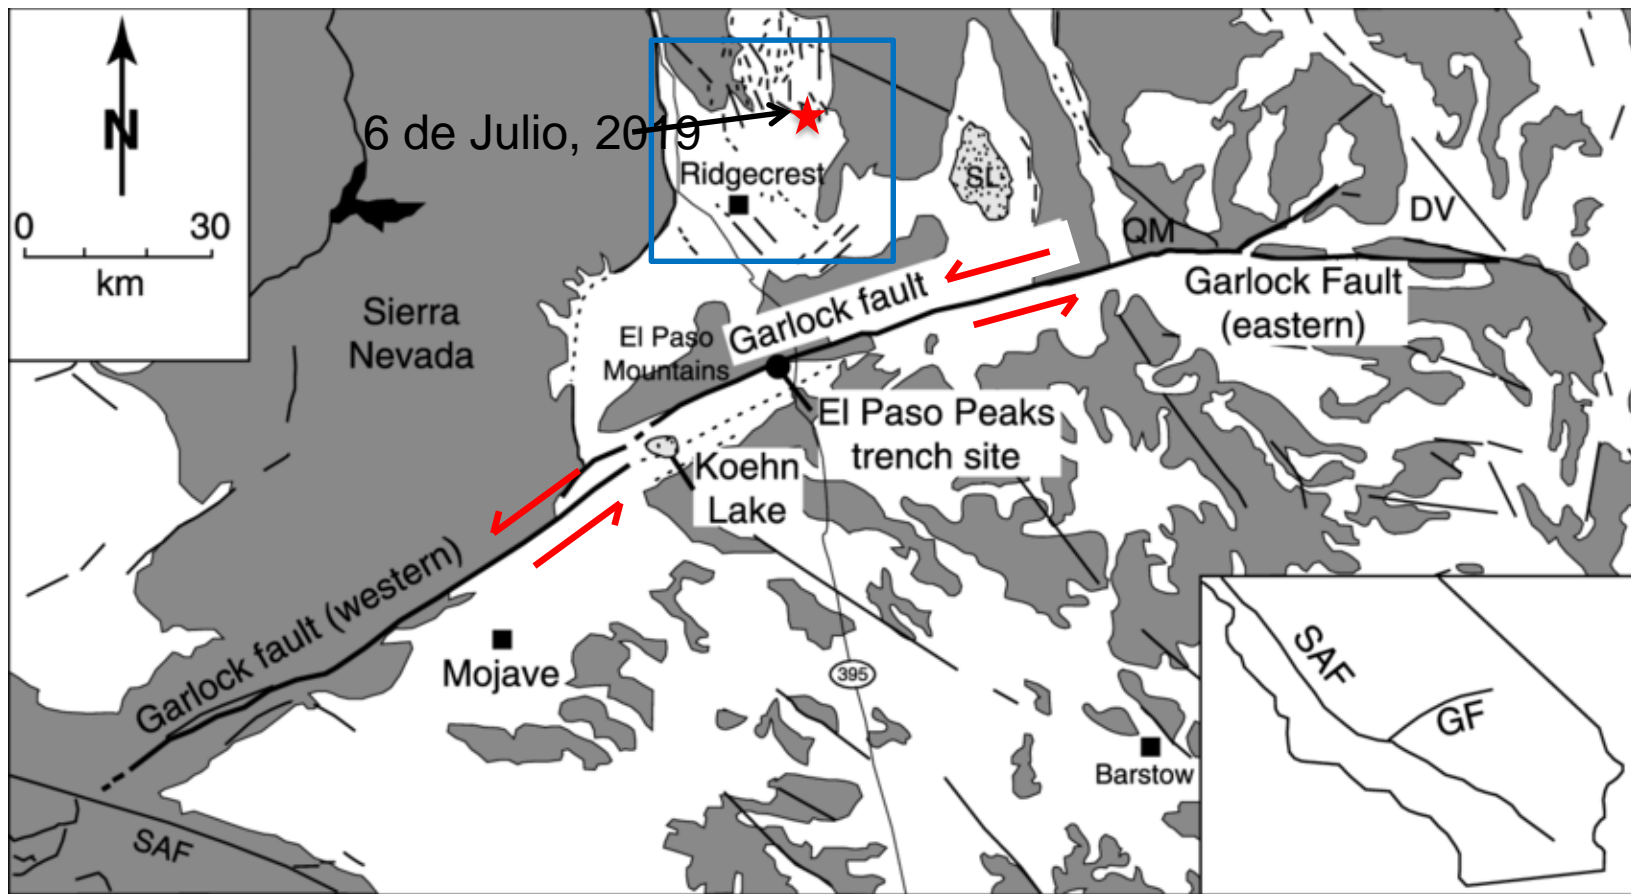 N
0 30
km
6 de Julio, 2019
Ridgecrest
SL
QM
DV
Sierra
Nevada
El Paso
Mountains
Garlock fault
Garlock Fault
(eastern)
El Paso Peaks
trench site
Koehn
Lake
Garlock fault (western)
Mojave
395
Barstow
SAF
SAF
GF